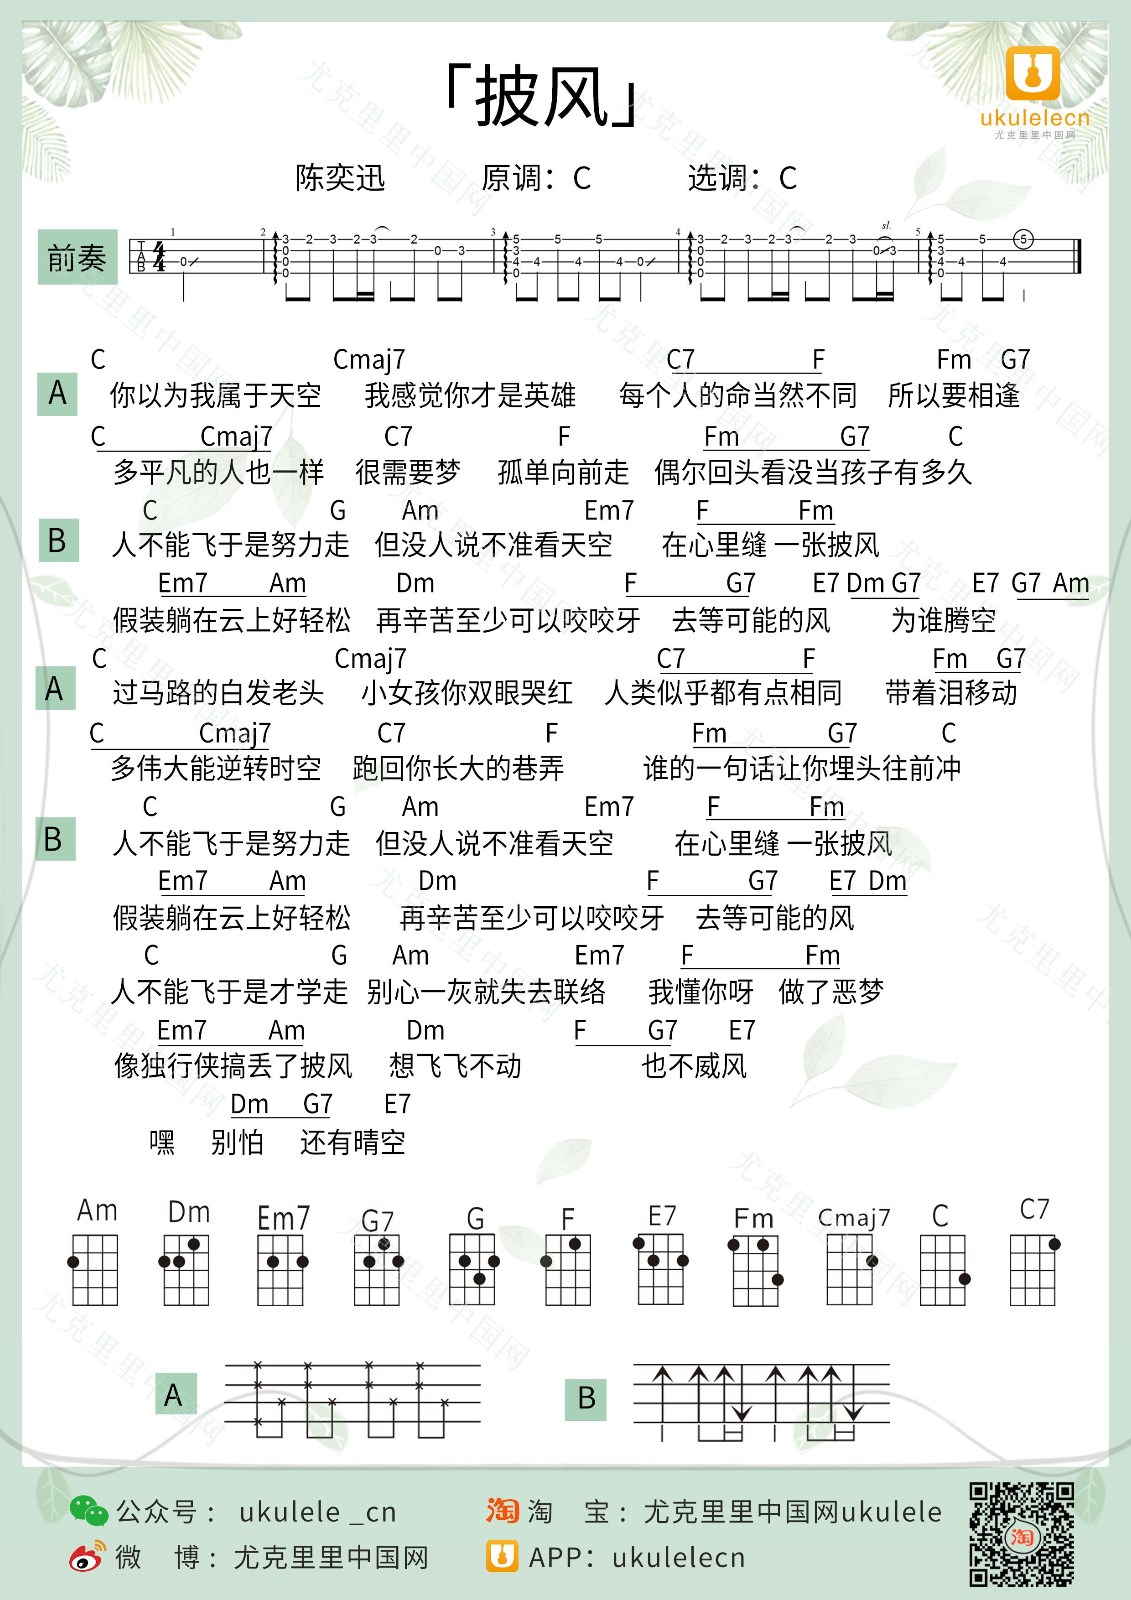 「披风」
ukulelecn
尤克里里中国网
陈奕迅 原调：C 选调：C
前奏
C Cmaj7 C7 F Fm G7
A 你以为我属于天空 我感觉你才是英雄 每个人的命当然不同 所以要相逢
C Cmaj7 C7 F Fm G7 C
多平凡的人也一样 很需要梦 孤单向前走 偶尔回头看没当孩子有多久
C G Am Em7 F Fm
B 人不能飞于是努力走 但没人说不准看天空 在心里缝 一张披风
Em7 Am Dm F G7 E7 Dm G7 E7 G7 Am
假装躺在云上好轻松 再辛苦至少可以咬咬牙 去等可能的风 为谁腾空
C Cmaj7 C7 F Fm G7
A 过马路的白发老头 小女孩你双眼哭红 人类似乎都有点相同 带着泪移动
C Cmaj7 C7 F Fm G7 C
多伟大能逆转时空 跑回你长大的巷弄 谁的一句话让你埋头往前冲
C G Am Em7 F Fm
B 人不能飞于是努力走 但没人说不准看天空 在心里缝 一张披风
Em7 Am Dm F G7 E7 Dm
假装躺在云上好轻松 再辛苦至少可以咬咬牙 去等可能的风
C G Am Em7 F Fm
人不能飞于是才学走 别心一灰就失去联络 我懂你呀 做了恶梦
Em7 Am Dm F G7 E7
像独行侠搞丢了披风 想飞飞不动 也不威风
Dm G7 E7
嘿 别怕 还有晴空
Am Dm Em7 G7 G F E7 Fm Cmaj7 C C7
A B
公众号： ukulele _cn 淘 宝：尤克里里中国网ukulele
微 博：尤克里里中国网 APP：ukulelecn